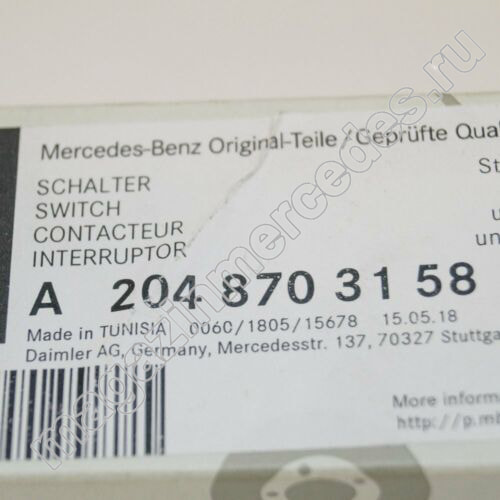 Mercedes-Benz Original-Teile / Geprüfte
SCHALTER
SWITCH
CONTACTEUR
INTERRUPTOR
A 204 870 31 58
Made in TUNISIA 0060/1805/15678 15.05.18
Daimler AG, Germany, Mercedesstr. 137, 70327 Stuttga
More inform
http://p.m
magazinmercedes.ru